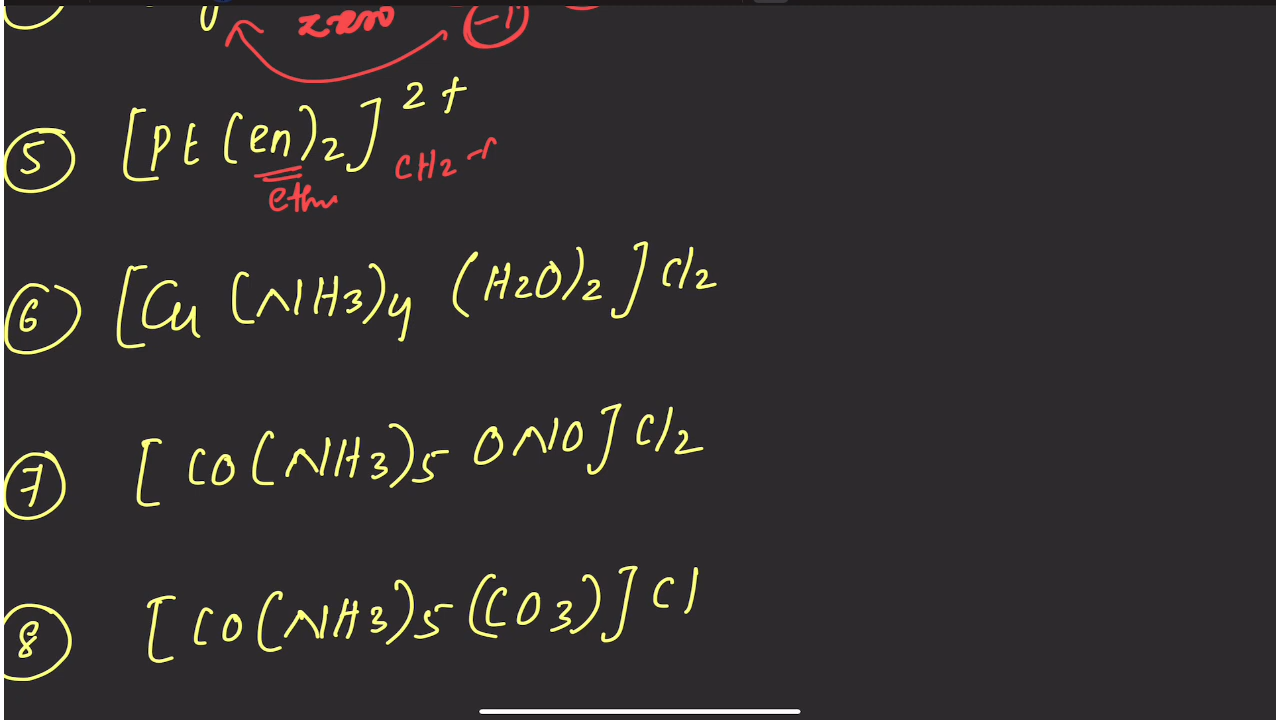 zero (-1)
(5) [Pt (en)2]2+ CH2 -
eth
(6) [Cu (NH3)4 (H2O)2] Cl2
(7) [CO(NH3)5 ONO] Cl2
(8) [CO(NH3)5 (CO3)] Cl